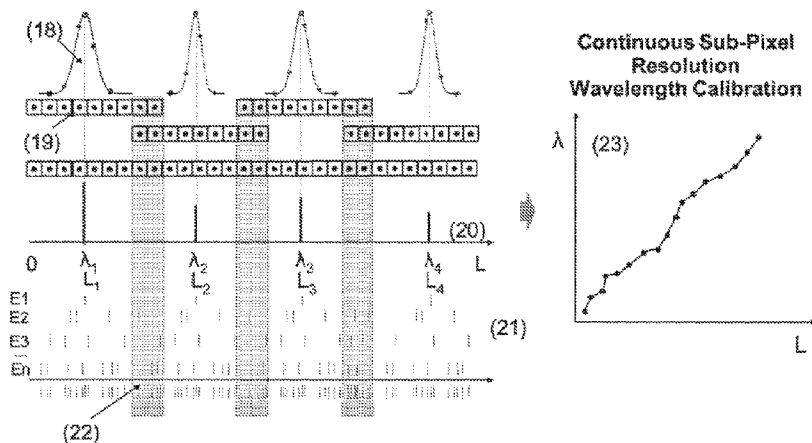 (18)
(19)
Continuous Sub-Pixel
Resolution
Wavelength Calibration
λ
(23)
(20)
0
λ1
λ2
λ2
λ4
L
L1
L2
L3
L4
E1
E2
(21)
E3
En
(22)
L